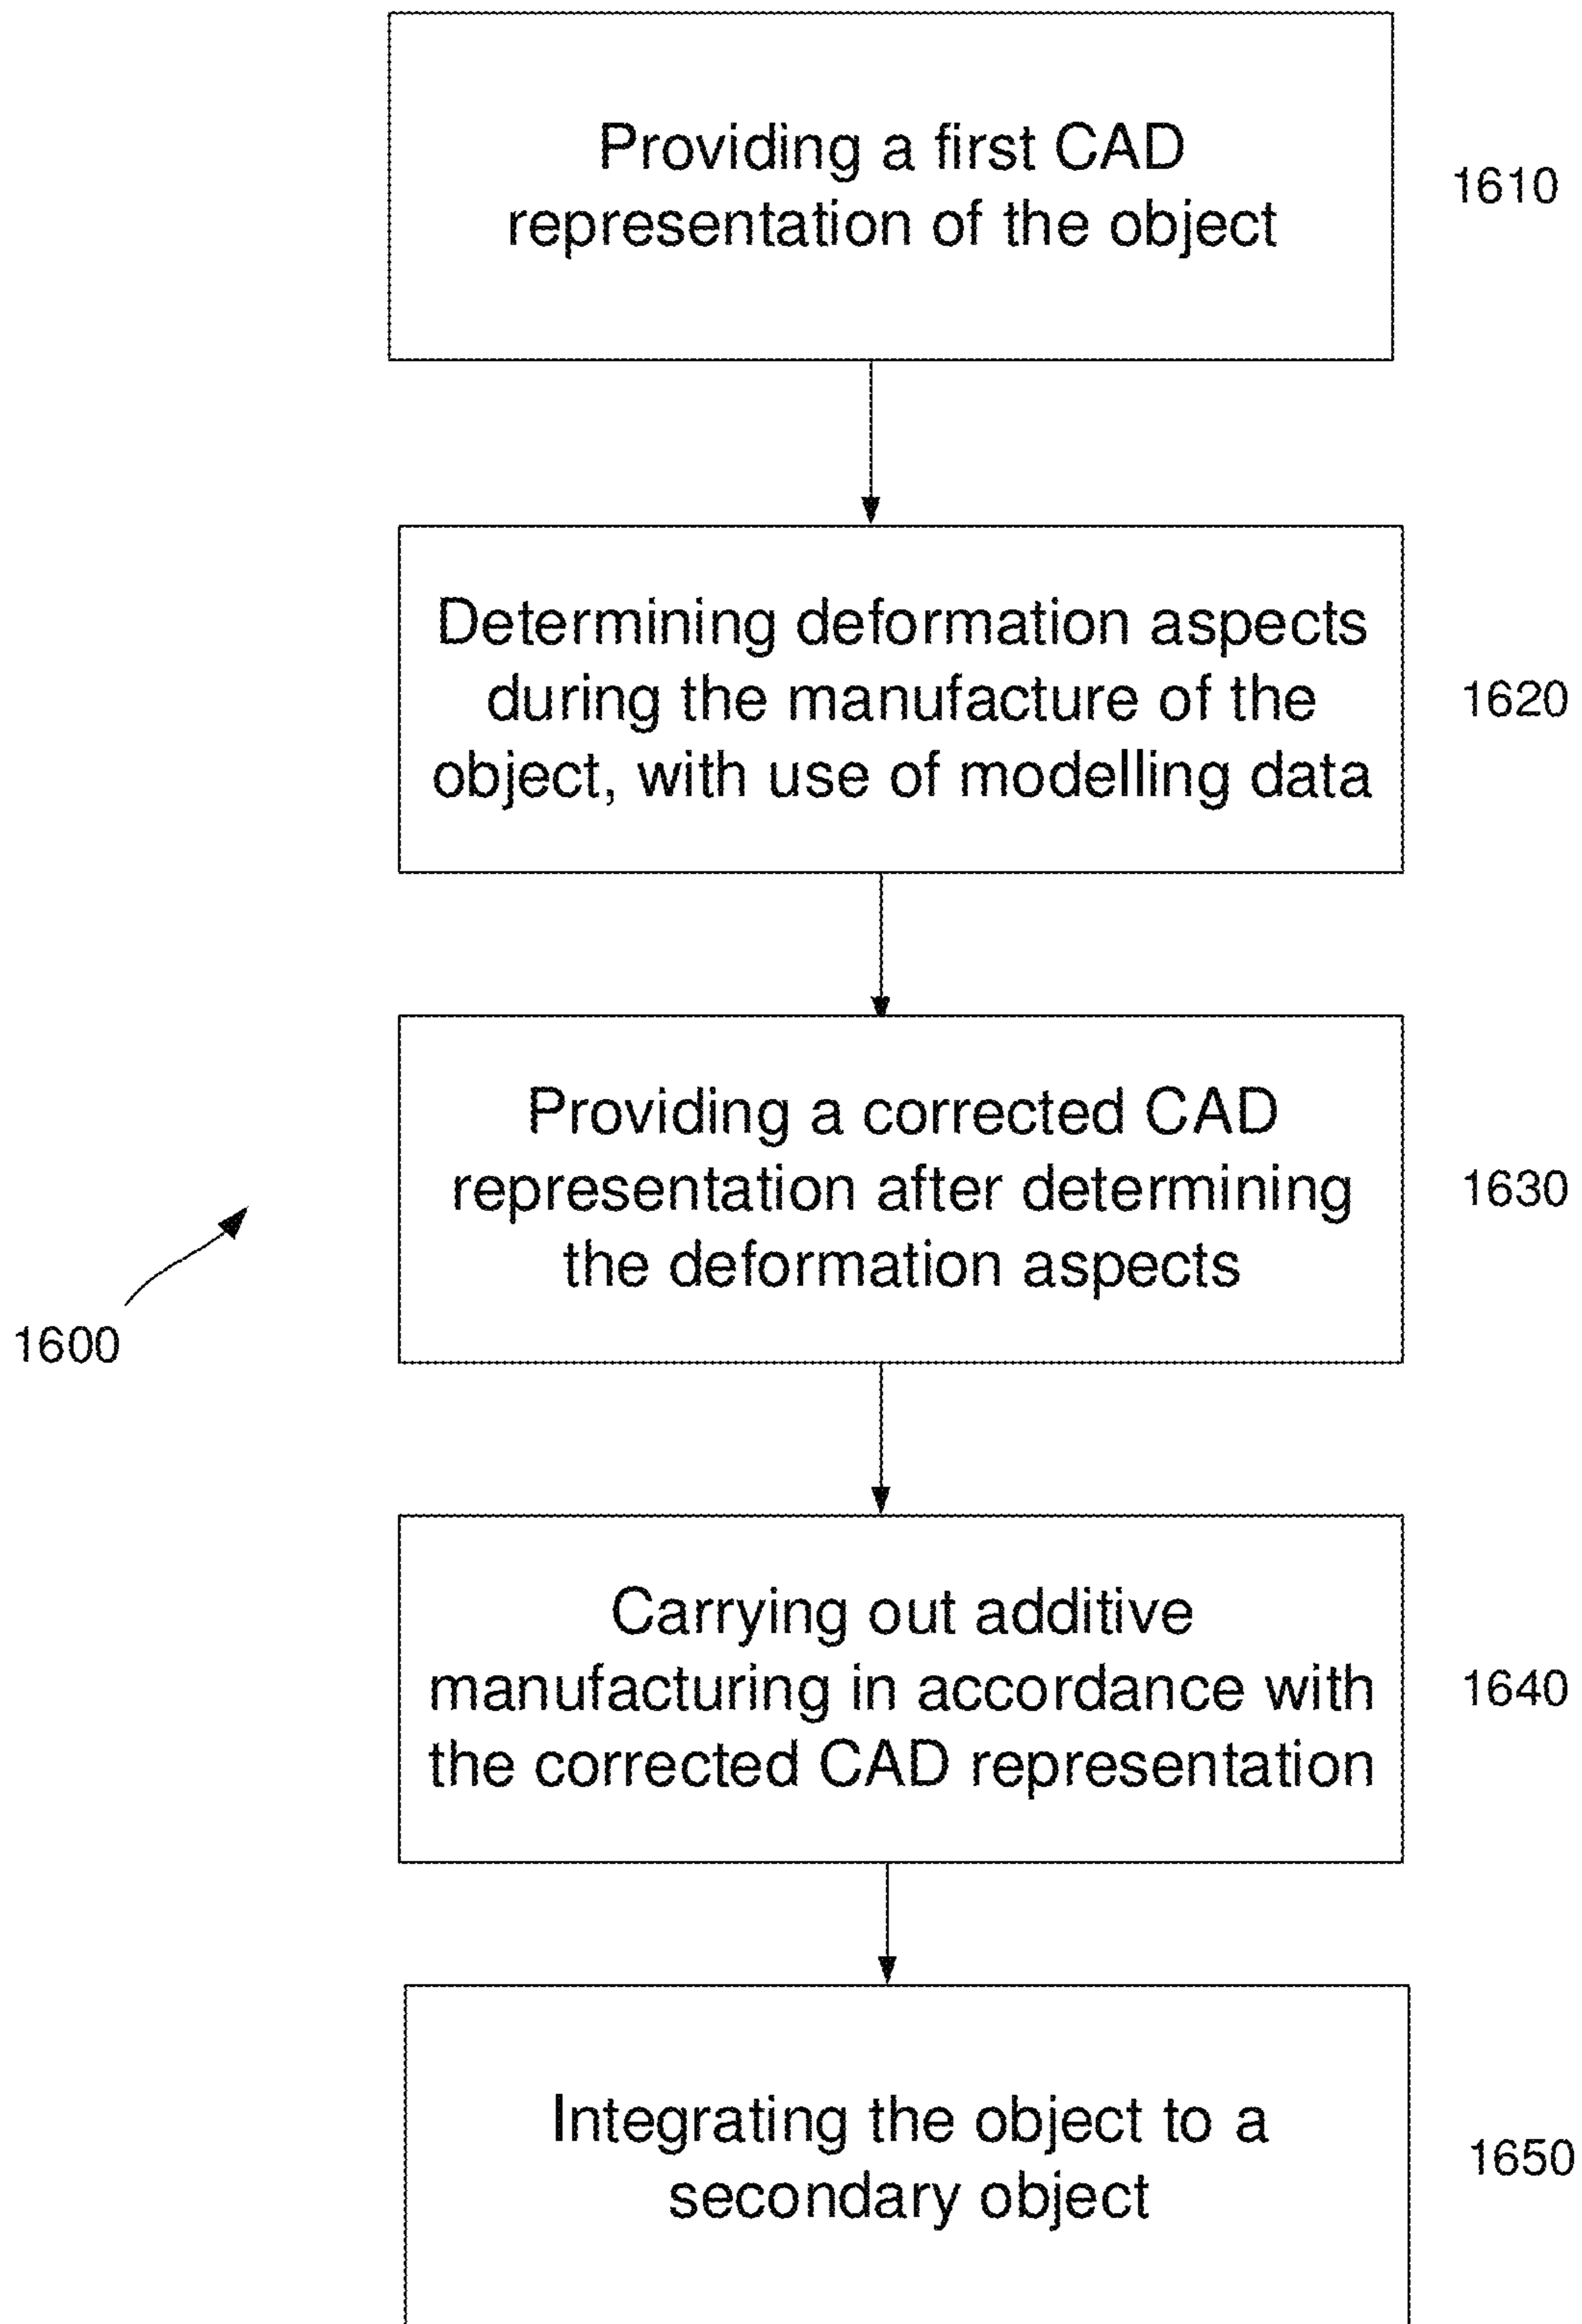 Providing a first CAD
representation of the object
1610
Determining deformation aspects
during the manufacture of the
object, with use of modelling data
1620
Providing a corrected CAD
representation after determining
the deformation aspects
1630
1600
Carrying out additive
manufacturing in accordance with
the corrected CAD representation
1640
Integrating the object to a
secondary object
1650